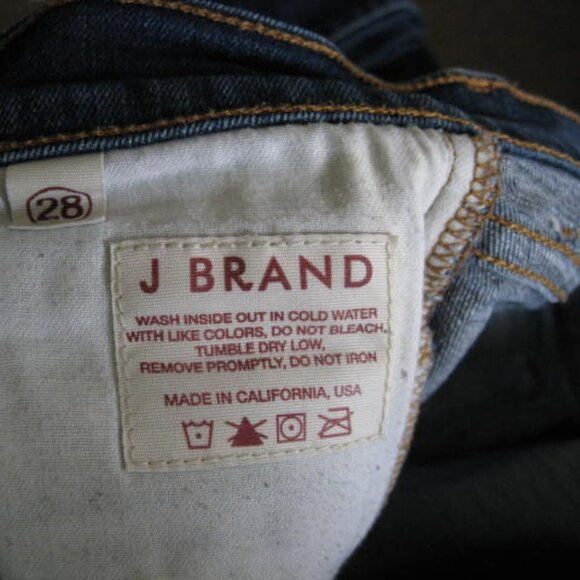 28
J BRAND
WASH INSIDE OUT IN COLD WATER
WITH LIKE COLORS, DO NOT BLEACH,
TUMBLE DRY LOW,
REMOVE PROMPTLY, DO NOT IRON
MADE IN CALIFORNIA, USA